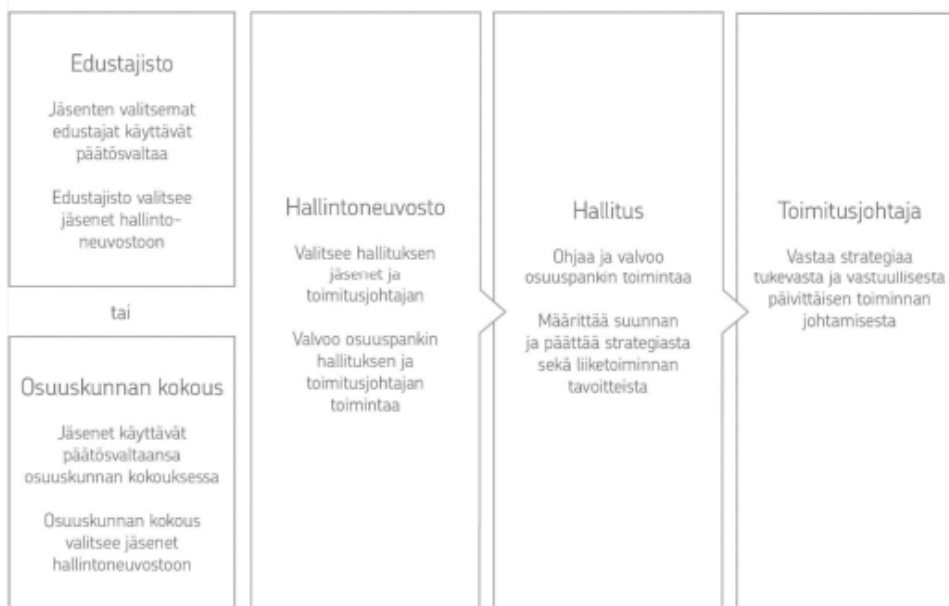 Edustajisto
Jäsenten valitsemat
edustajat käyttävät
päätösvaltaa
Edustajisto valitsee
jäsenet hallinto-
neuvostoon
tai
Osuuskunnan kokous
Jäsenet käyttävät
päätösvaltaansa
osuuskunnan kokouksessa
Osuuskunnan kokous
valitsee jäsenet
hallintoneuvostoon
Hallintoneuvosto
Valitsee hallituksen
jäsenet ja
toimitusjohtajan
Valvoo osuuspankin
hallituksen ja
toimitusjohtajan
toimintaa
Hallitus
Ohjaa ja valvoo
osuuspankin toimintaa
Määrittää suunnan
ja päättää strategiasta
sekä liiketoiminnan
tavoitteista
Toimitusjohtaja
Vastaa strategiaa
tukevasta ja vastuullisesta
päivittäisen toiminnan
johtamisesta